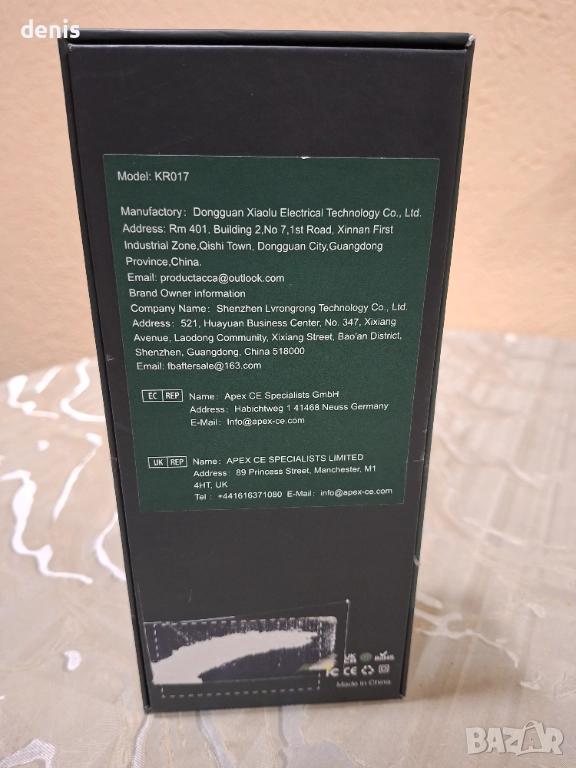 denis
Model: KR017
Manufactory: Dongguan Xiaolu Electrical Technology Co., Ltd.
Address: Rm 401, Building 2,No 7,1st Road, Xinnan First
Industrial Zone,Qishi Town, Dongguan City,Guangdong
Province,China.
Email: productacca@outlook.com
Brand Owner information
Company Name: Shenzhen Lvrongrong Technology Co., Ltd.
Address: 521, Huayuan Business Center, No. 347, Xixiang
Avenue, Laodong Community, Xixiang Street, Bao'an District,
Shenzhen, Guangdong, China 518000
Email: fbaftersale@163.com
EC REP Name: Apex CE Specialists GmbH
Address: Habichtweg 1 41468 Neuss Germany
E-Mail: Info@apex-ce.com
UK REP Name: APEX CE SPECIALISTS LIMITED
Address: 89 Princess Street, Manchester, M1
4HT, UK
Tel : +441616371080 E-Mail: info@apex-ce.com
RoHS
FC CE
Made in China
BAZAR